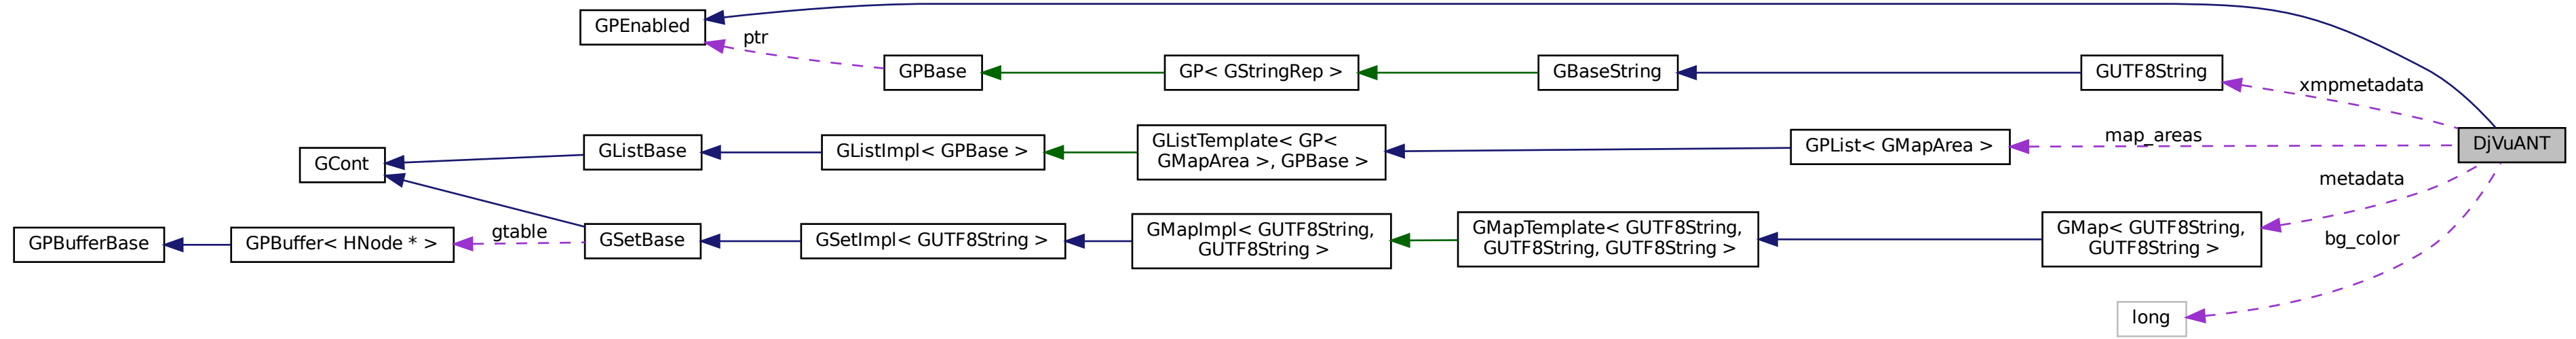 GPEnabled
ptr
GPBase
GP< GStringRep >
GBaseString
GUTF8String
xmpmetadata
GCont
GListBase
GListImpl< GPBase >
GListTemplate< GP<
GMapArea >, GPBase >
GPList< GMapArea >
map_areas
DjVuANT
metadata
GPBufferBase
GPBuffer< HNode * >
gtable
GSetBase
GSetImpl< GUTF8String >
GMapImpl< GUTF8String,
GUTF8String >
GMapTemplate< GUTF8String,
GUTF8String, GUTF8String >
GMap< GUTF8String,
GUTF8String >
bg_color
long